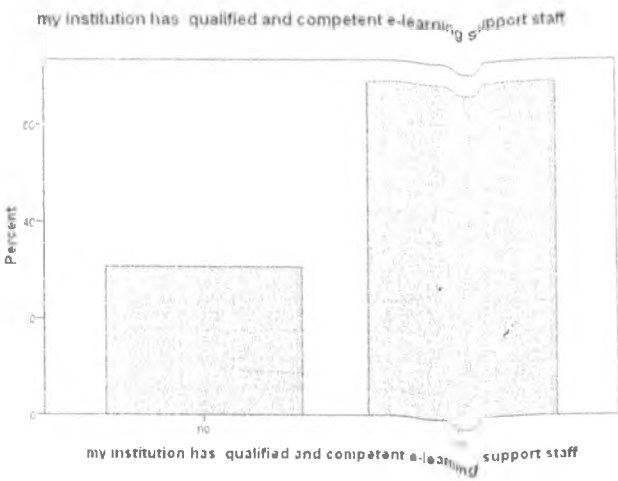 my institution has qualified and competent e-learning support staff
Percent
40
0
no
my institution has qualified and competent e-learning support staff